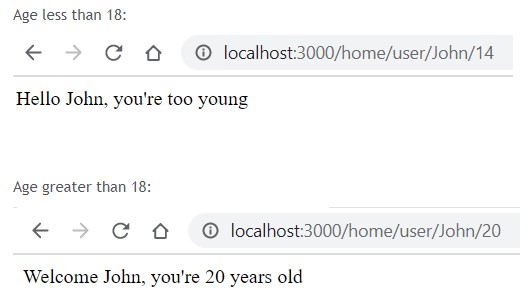 Age less than 18:
localhost:3000/home/user/John/14
Hello John, you're too young
Age greater than 18:
localhost:3000/home/user/John/20
Welcome John, you're 20 years old